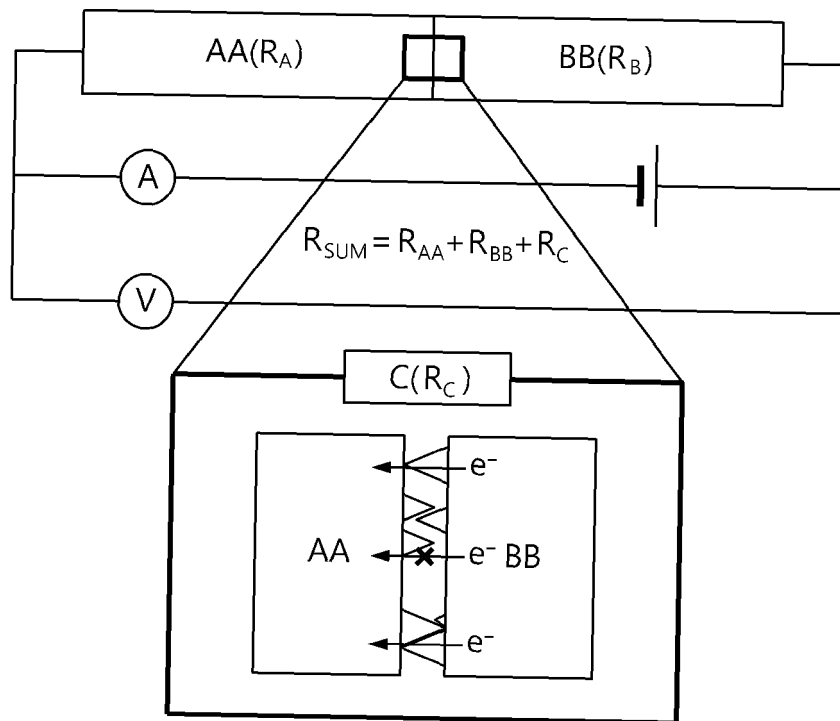 AA(R_A)
BB(R_B)
A
R_SUM = R_AA + R_BB + R_C
V
C(R_C)
e⁻
AA
e⁻ BB
e⁻